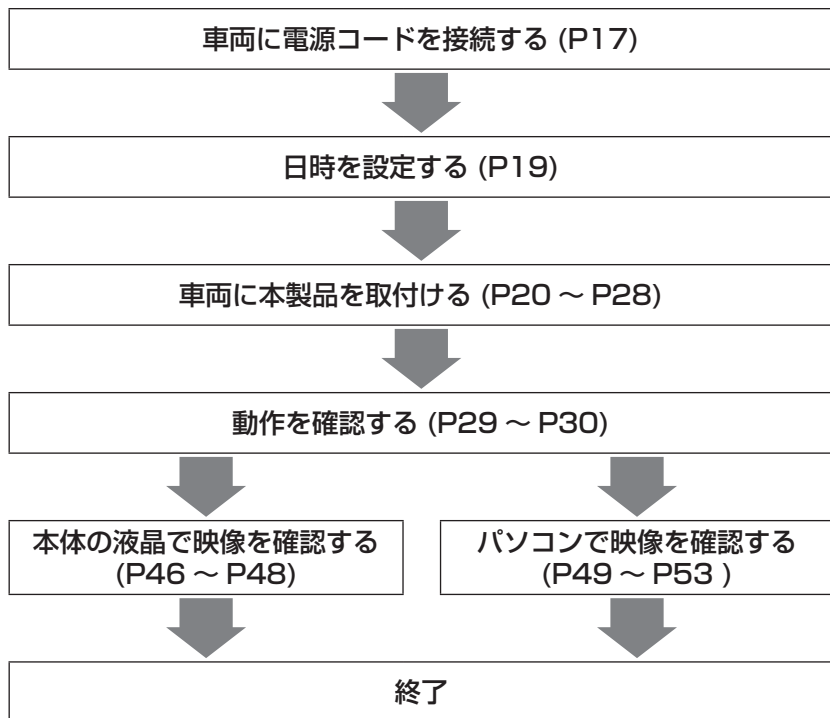 車両に電源コードを接続する (P17)
日時を設定する (P19)
車両に本製品を取付ける (P20 ～ P28)
動作を確認する (P29 ～ P30)
本体の液晶で映像を確認する
(P46 ～ P48)
パソコンで映像を確認する
(P49 ～ P53 )
終了